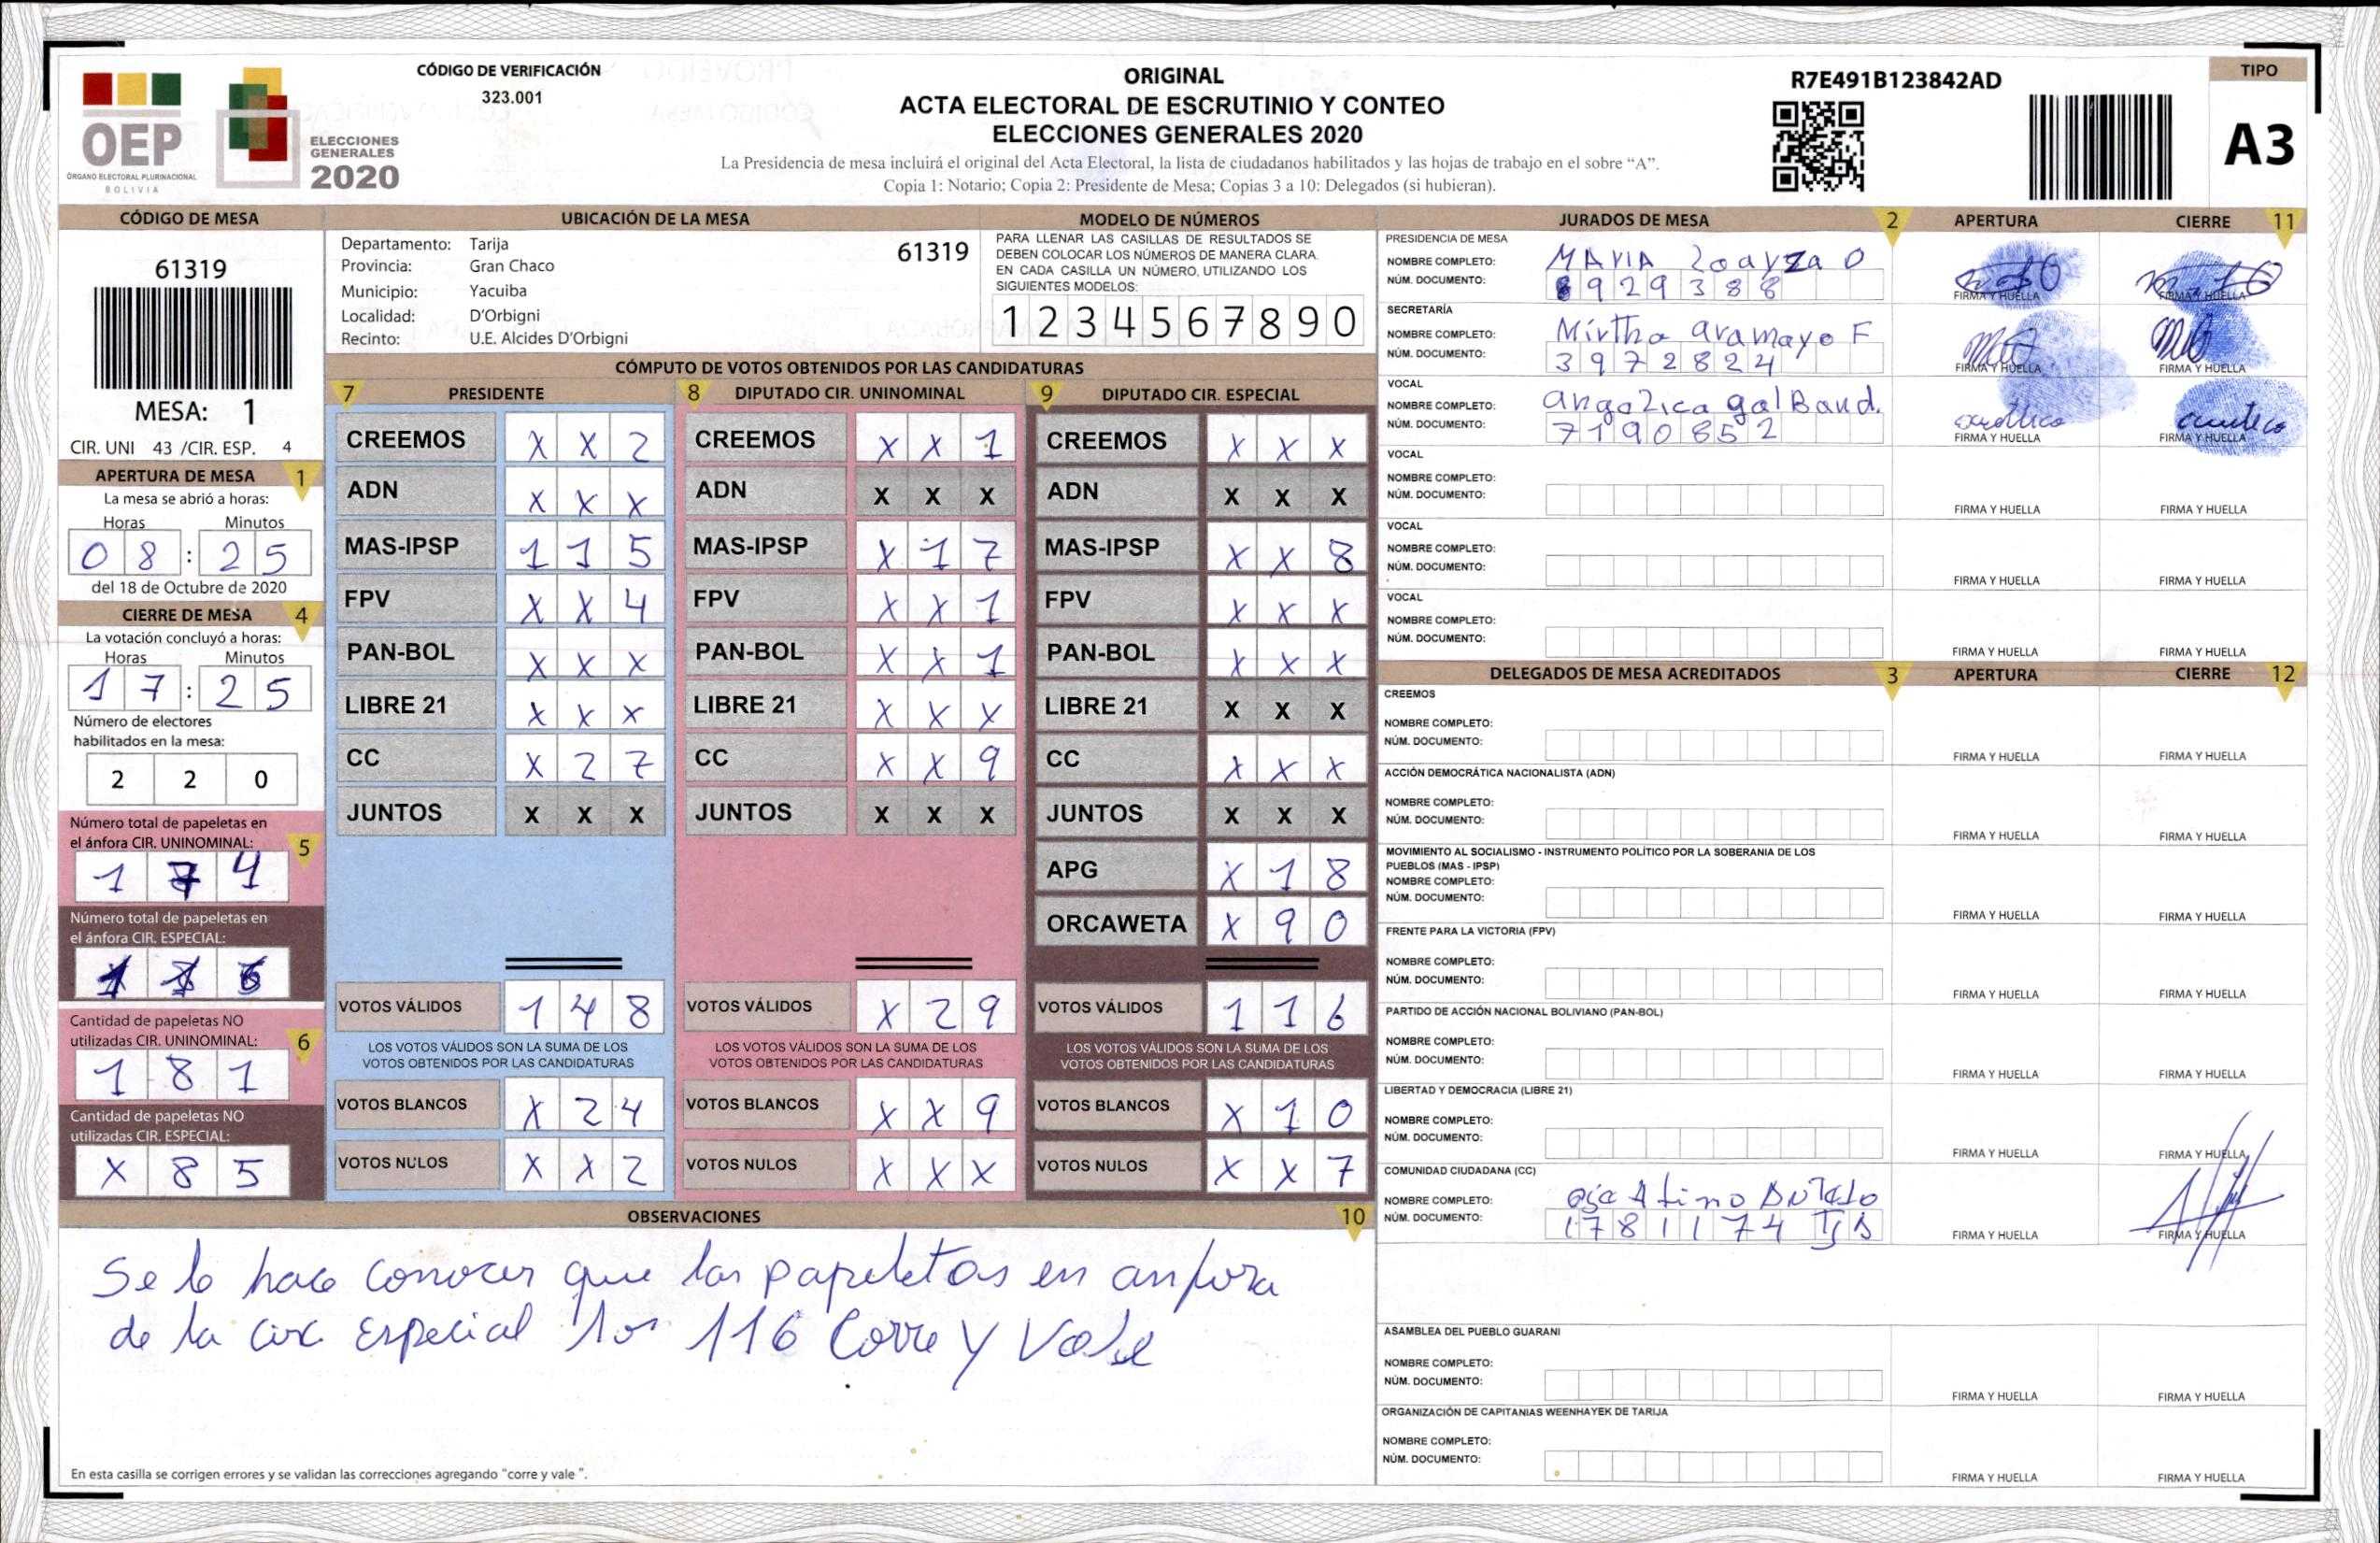 OEP
ÓRGANO ELECTORAL PLURINACIONAL
BOLIVIA
ELECCIONES
GENERALES
2020
CÓDIGO DE VERIFICACIÓN
323.001
ORIGINAL
ACTA ELECTORAL DE ESCRUTINIO Y CONTEO
ELECCIONES GENERALES 2020
La Presidencia de mesa incluirá el original del Acta Electoral, la lista de ciudadanos habilitados y las hojas de trabajo en el sobre “A”.
Copia 1: Notario; Copia 2: Presidente de Mesa; Copias 3 a 10: Delegados (si hubieran).
R7E491B123842AD
TIPO
A3
CÓDIGO DE MESA
61319
MESA: 1
CIR. UNI 43 /CIR. ESP. 4
APERTURA DE MESA 1
La mesa se abrió a horas:
Horas Minutos
0 8 : 2 5
del 18 de Octubre de 2020
CIERRE DE MESA 4
La votación concluyó a horas:
Horas Minutos
1 7 : 2 5
Número de electores
habilitados en la mesa:
2 2 0
Número total de papeletas en
el ánfora CIR. UNINOMINAL: 5
1 7 4
Número total de papeletas en
el ánfora CIR. ESPECIAL:
Cantidad de papeletas NO
utilizadas CIR. UNINOMINAL: 6
1 8 1
Cantidad de papeletas NO
utilizadas CIR. ESPECIAL:
X 8 5
UBICACIÓN DE LA MESA
Departamento: Tarija 61319
Provincia: Gran Chaco
Municipio: Yacuiba
Localidad: D'Orbigni
Recinto: U.E. Alcides D'Orbigni
MODELO DE NÚMEROS
PARA LLENAR LAS CASILLAS DE RESULTADOS SE
DEBEN COLOCAR LOS NÚMEROS DE MANERA CLARA.
EN CADA CASILLA UN NÚMERO, UTILIZANDO LOS
SIGUIENTES MODELOS:
1 2 3 4 5 6 7 8 9 0
CÓMPUTO DE VOTOS OBTENIDOS POR LAS CANDIDATURAS
7 PRESIDENTE
CREEMOS X X 2
ADN X X X
MAS-IPSP 1 1 5
FPV X X 4
PAN-BOL X X X
LIBRE 21 X X X
CC X 2 7
JUNTOS X X X
VOTOS VÁLIDOS 1 4 8
LOS VOTOS VÁLIDOS SON LA SUMA DE LOS
VOTOS OBTENIDOS POR LAS CANDIDATURAS
VOTOS BLANCOS X 2 4
VOTOS NULOS X X 2
8 DIPUTADO CIR. UNINOMINAL
CREEMOS X X 1
ADN X X X
MAS-IPSP X 1 7
FPV X X 1
PAN-BOL X X 1
LIBRE 21 X X X
CC X X 9
JUNTOS X X X
VOTOS VÁLIDOS X 2 9
LOS VOTOS VÁLIDOS SON LA SUMA DE LOS
VOTOS OBTENIDOS POR LAS CANDIDATURAS
VOTOS BLANCOS X X 9
VOTOS NULOS X X X
9 DIPUTADO CIR. ESPECIAL
CREEMOS X X X
ADN X X X
MAS-IPSP X X 8
FPV X X X
PAN-BOL X X X
LIBRE 21 X X X
CC X X X
JUNTOS X X X
APG X 1 8
ORCAWETA X 9 0
VOTOS VÁLIDOS 1 1 6
LOS VOTOS VÁLIDOS SON LA SUMA DE LOS
VOTOS OBTENIDOS POR LAS CANDIDATURAS
VOTOS BLANCOS X 1 0
VOTOS NULOS X X 7
OBSERVACIONES 10
Se lo hace conocer que las papeletas en anfora
de la circ Especial 116 Corre y Vale
En esta casilla se corrigen errores y se validan las correcciones agregando "corre y vale ".
JURADOS DE MESA 2 APERTURA CIERRE 11
PRESIDENCIA DE MESA
NOMBRE COMPLETO: MARIA Loayza O
NÚM. DOCUMENTO: 8929388
FIRMA Y HUELLA FIRMA Y HUELLA
SECRETARÍA
NOMBRE COMPLETO: Mirtha aramayo F
NÚM. DOCUMENTO: 3972824
FIRMA Y HUELLA FIRMA Y HUELLA
VOCAL
NOMBRE COMPLETO:
NÚM. DOCUMENTO: 7190852
FIRMA Y HUELLA FIRMA Y HUELLA
VOCAL
NOMBRE COMPLETO:
NÚM. DOCUMENTO:
FIRMA Y HUELLA FIRMA Y HUELLA
VOCAL
NOMBRE COMPLETO:
NÚM. DOCUMENTO:
FIRMA Y HUELLA FIRMA Y HUELLA
VOCAL
NOMBRE COMPLETO:
NÚM. DOCUMENTO:
FIRMA Y HUELLA FIRMA Y HUELLA
DELEGADOS DE MESA ACREDITADOS 3 APERTURA CIERRE 12
CREEMOS
NOMBRE COMPLETO:
NÚM. DOCUMENTO:
FIRMA Y HUELLA FIRMA Y HUELLA
ACCIÓN DEMOCRÁTICA NACIONALISTA (ADN)
NOMBRE COMPLETO:
NÚM. DOCUMENTO:
FIRMA Y HUELLA FIRMA Y HUELLA
MOVIMIENTO AL SOCIALISMO - INSTRUMENTO POLÍTICO POR LA SOBERANIA DE LOS
PUEBLOS (MAS - IPSP)
NOMBRE COMPLETO:
NÚM. DOCUMENTO:
FIRMA Y HUELLA FIRMA Y HUELLA
FRENTE PARA LA VICTORIA (FPV)
NOMBRE COMPLETO:
NÚM. DOCUMENTO:
FIRMA Y HUELLA FIRMA Y HUELLA
PARTIDO DE ACCIÓN NACIONAL BOLIVIANO (PAN-BOL)
NOMBRE COMPLETO:
NÚM. DOCUMENTO:
FIRMA Y HUELLA FIRMA Y HUELLA
LIBERTAD Y DEMOCRACIA (LIBRE 21)
NOMBRE COMPLETO:
NÚM. DOCUMENTO:
FIRMA Y HUELLA FIRMA Y HUELLA
COMUNIDAD CIUDADANA (CC)
NOMBRE COMPLETO:
NÚM. DOCUMENTO: 1781174 TJA
FIRMA Y HUELLA FIRMA Y HUELLA
ASAMBLEA DEL PUEBLO GUARANI
NOMBRE COMPLETO:
NÚM. DOCUMENTO:
FIRMA Y HUELLA FIRMA Y HUELLA
ORGANIZACIÓN DE CAPITANIAS WEENHAYEK DE TARIJA
NOMBRE COMPLETO:
NÚM. DOCUMENTO:
FIRMA Y HUELLA FIRMA Y HUELLA